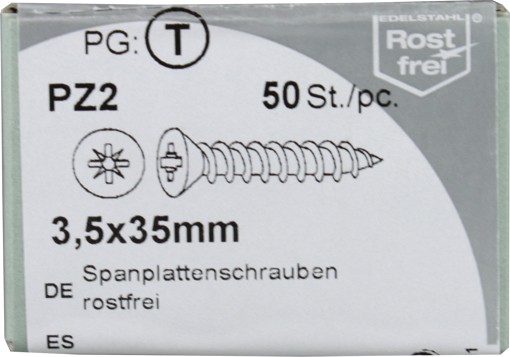 PG: T
EDELSTAHL ®
Rost
frei
PZ2
50 St./pc.
3,5x35mm
DE Spanplattenschrauben
rostfrei
ES